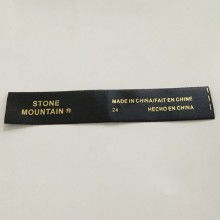 STONE
MOUNTAIN®
MADE IN CHINA/FAIT EN CHINE
24 HECHO EN CHINA